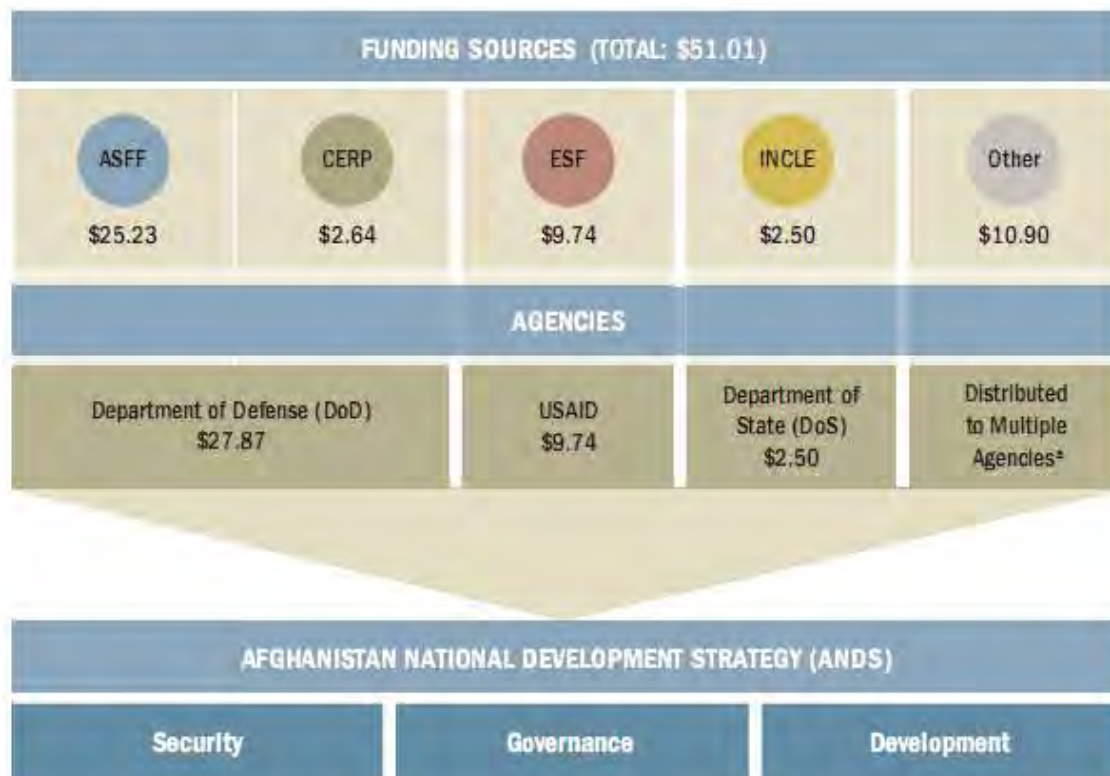 FUNDING SOURCES (TOTAL: $51.01)
ASFF
CERP
ESF
INCLE
Other
$25.23
$2.64
$9.74
$2.50
$10.90
AGENCIES
Department of Defense (DoD)
$27.87
USAID
$9.74
Department of
State (DoS)
$2.50
Distributed
to Multiple
Agenciesᵃ
AFGHANISTAN NATIONAL DEVELOPMENT STRATEGY (ANDS)
Security
Governance
Development